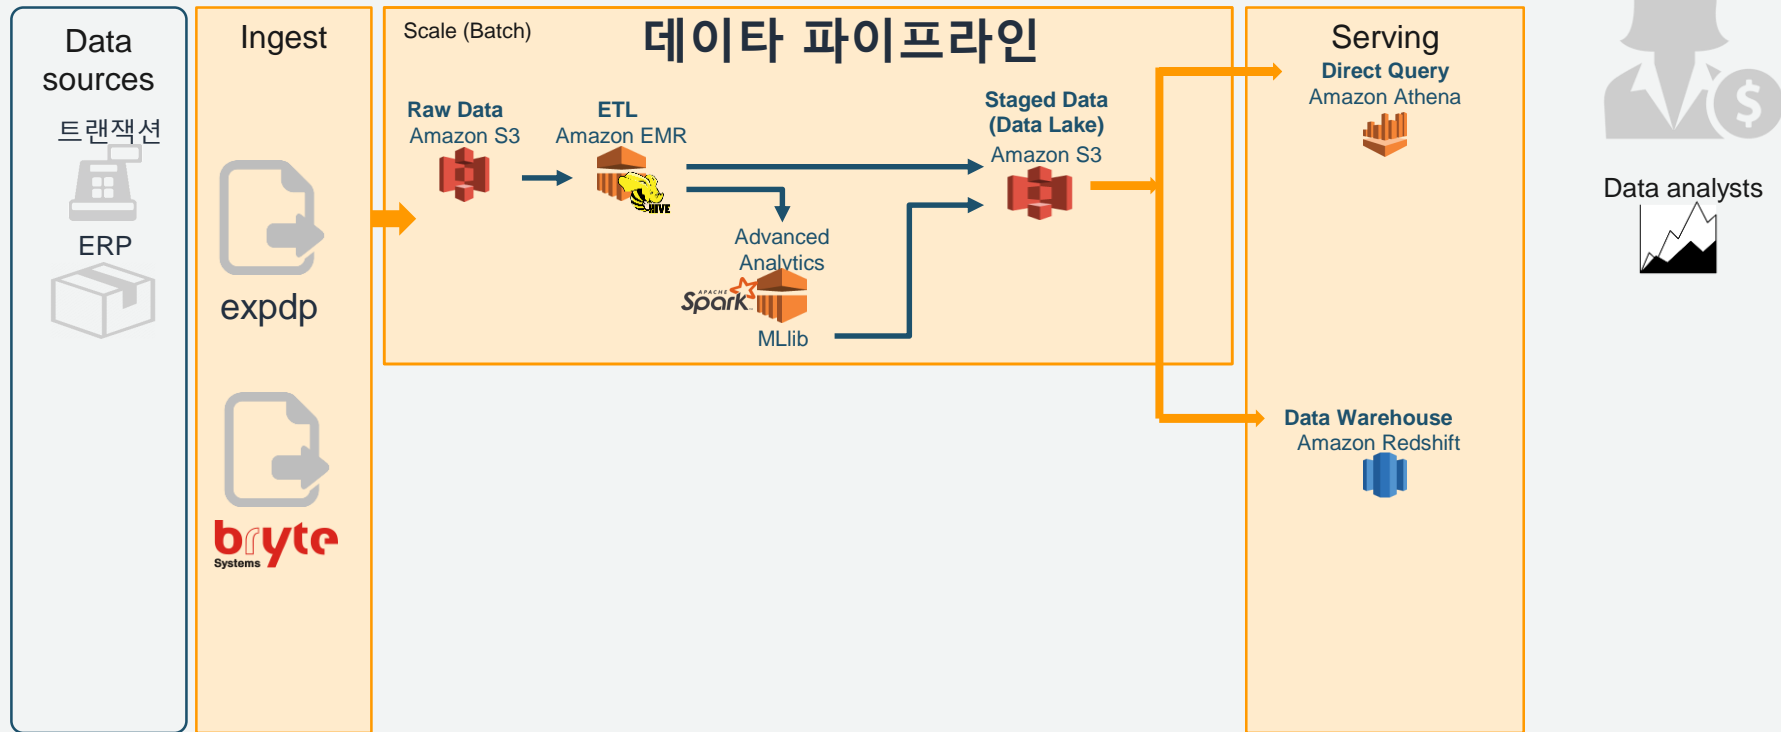 Data
sources
트랜잭션
ERP
Ingest
expdp
bryte
Systems
Scale (Batch)
데이타 파이프라인
Raw Data
Amazon S3
ETL
Amazon EMR
HIVE
Advanced
Analytics
APACHE
Spark
MLlib
Staged Data
(Data Lake)
Amazon S3
Serving
Direct Query
Amazon Athena
Data Warehouse
Amazon Redshift
$
Data analysts